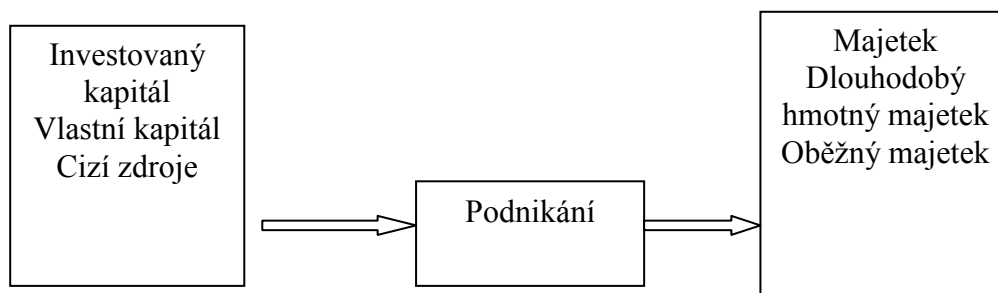 Investovaný
kapitál
Vlastní kapitál
Cizí zdroje
Podnikání
Majetek
Dlouhodobý
hmotný majetek
Oběžný majetek